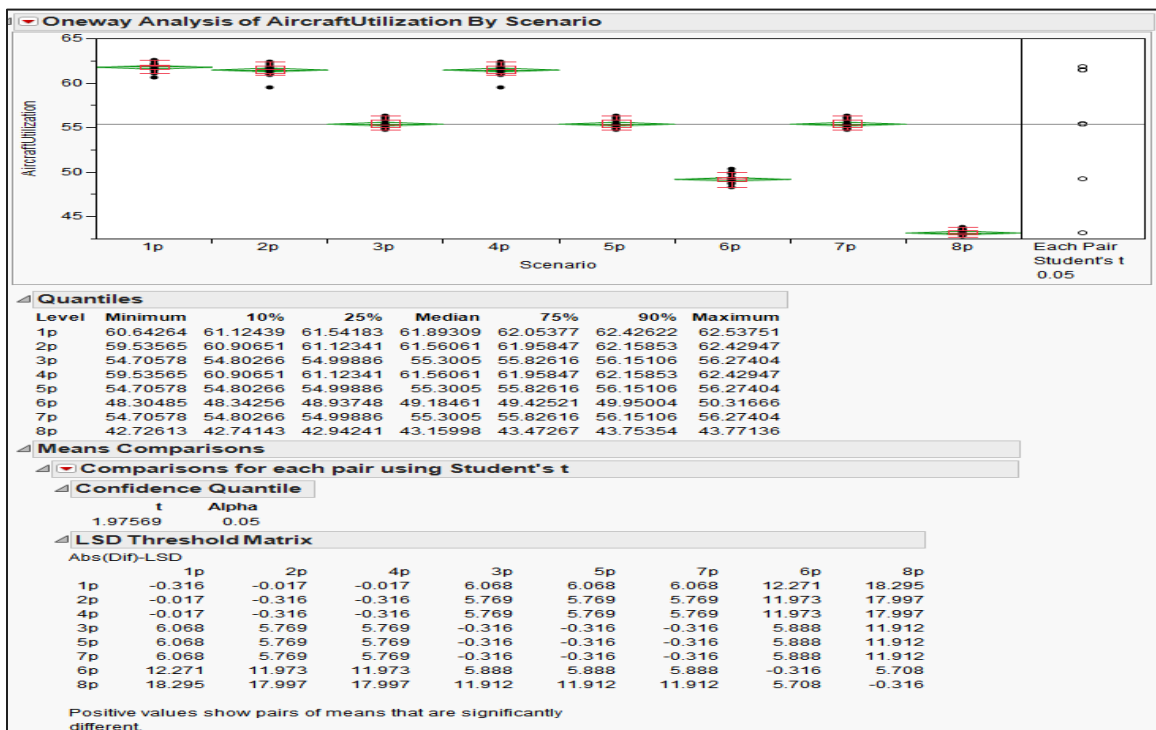 Oneway Analysis of AircraftUtilization By Scenario
65
60
55
50
45
AircraftUtilization
1p 2p 3p 4p 5p 6p 7p 8p
Scenario
Each Pair
Student's t
0.05
Quantiles
Level Minimum 10% 25% Median 75% 90% Maximum
1p 60.64264 61.12439 61.54183 61.89309 62.05377 62.42622 62.53751
2p 59.53565 60.90651 61.12341 61.56061 61.95847 62.15853 62.42947
3p 54.70578 54.80266 54.99886 55.3005 55.82616 56.15106 56.27404
4p 59.53565 60.90651 61.12341 61.56061 61.95847 62.15853 62.42947
5p 54.70578 54.80266 54.99886 55.3005 55.82616 56.15106 56.27404
6p 48.30485 48.34256 48.93748 49.18461 49.42521 49.95004 50.31666
7p 54.70578 54.80266 54.99886 55.3005 55.82616 56.15106 56.27404
8p 42.72613 42.74143 42.94241 43.15998 43.47267 43.75354 43.77136
Means Comparisons
Comparisons for each pair using Student's t
Confidence Quantile
t Alpha
1.97569 0.05
LSD Threshold Matrix
Abs(Dif)-LSD
1p 2p 4p 3p 5p 7p 6p 8p
1p -0.316 -0.017 -0.017 6.068 6.068 6.068 12.271 18.295
2p -0.017 -0.316 -0.316 5.769 5.769 5.769 11.973 17.997
4p -0.017 -0.316 -0.316 5.769 5.769 5.769 11.973 17.997
3p 6.068 5.769 5.769 -0.316 -0.316 -0.316 5.888 11.912
5p 6.068 5.769 5.769 -0.316 -0.316 -0.316 5.888 11.912
7p 6.068 5.769 5.769 -0.316 -0.316 -0.316 5.888 11.912
6p 12.271 11.973 11.973 5.888 5.888 5.888 -0.316 5.708
8p 18.295 17.997 17.997 11.912 11.912 11.912 5.708 -0.316
Positive values show pairs of means that are significantly
different.